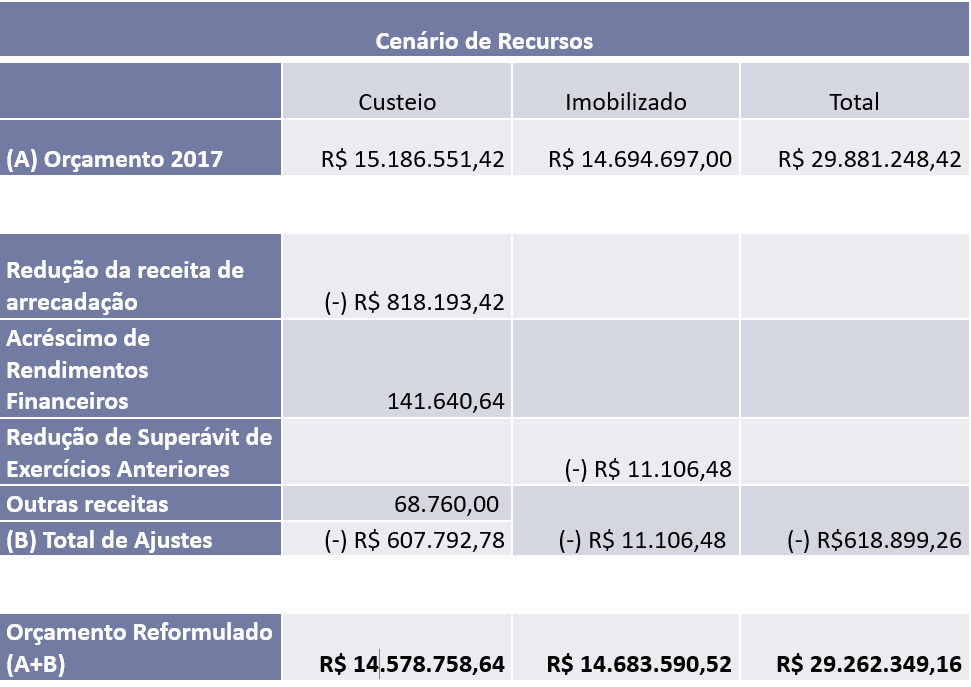 Cenário de Recursos
Custeio Imobilizado Total
(A) Orçamento 2017 R$ 15.186.551,42 R$ 14.694.697,00 R$ 29.881.248,42
Redução da receita de
arrecadação (-) R$ 818.193,42
Acréscimo de
Rendimentos
Financeiros 141.640,64
Redução de Superávit de
Exercícios Anteriores (-) R$ 11.106,48
Outras receitas 68.760,00
(B) Total de Ajustes (-) R$ 607.792,78 (-) R$ 11.106,48 (-) R$618.899,26
Orçamento Reformulado
(A+B) R$ 14.578.758,64 R$ 14.683.590,52 R$ 29.262.349,16